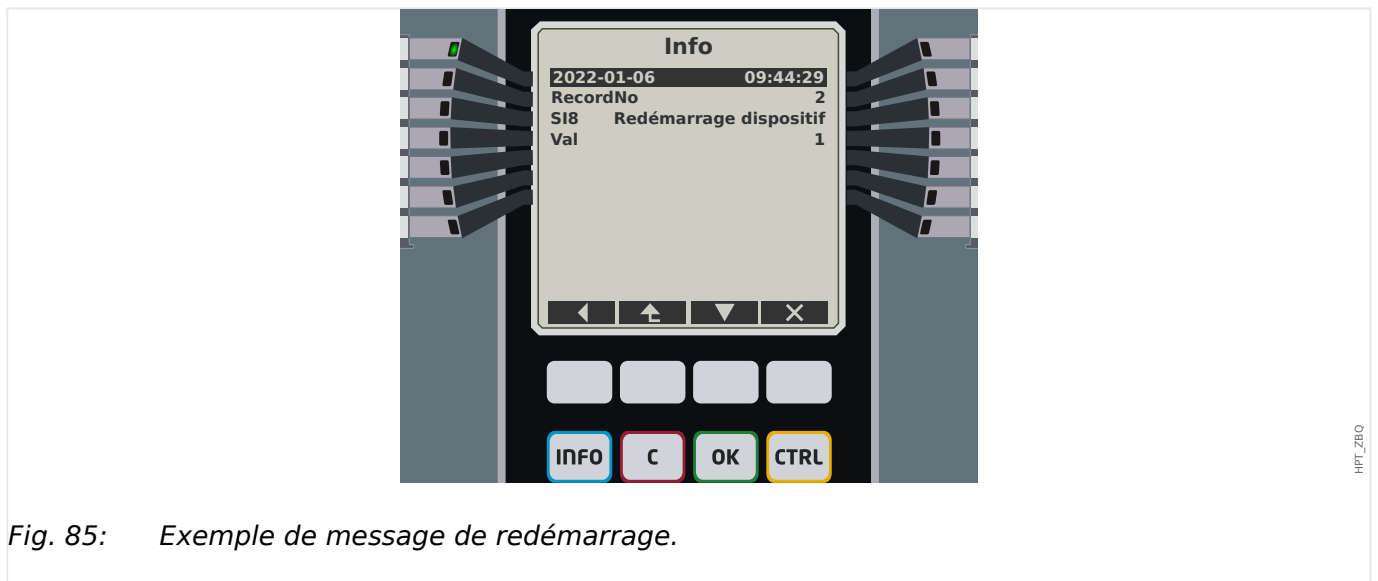 Info
2022-01-06 09:44:29
RecordNo 2
SI8 Redémarrage dispositif
Val 1
INFO C OK CTRL
HPT_ZBQ
Fig. 85: Exemple de message de redémarrage.